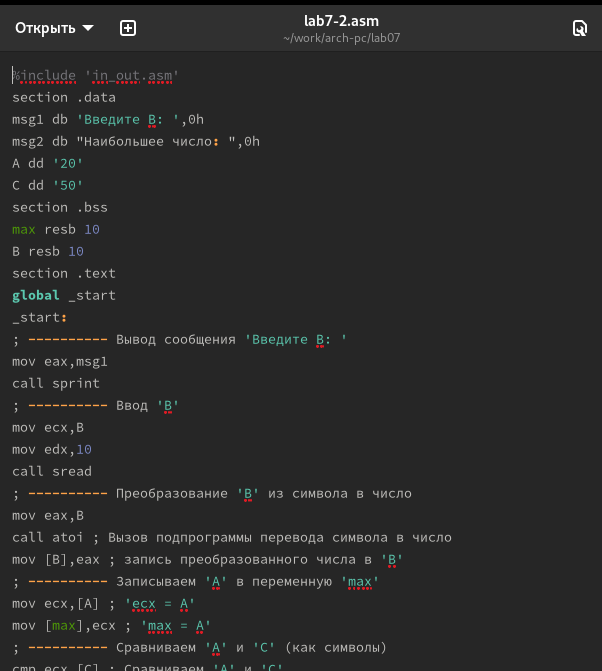 Открыть
lab7-2.asm
~/work/arch-pc/lab07
%include 'in_out.asm'
section .data
msg1 db 'Введите B: ',0h
msg2 db "Наибольшее число: ",0h
A dd '20'
C dd '50'
section .bss
max resb 10
B resb 10
section .text
global _start
_start:
; ---------- Вывод сообщения 'Введите B: '
mov eax,msg1
call sprint
; ---------- Ввод 'B'
mov ecx,B
mov edx,10
call sread
; ---------- Преобразование 'B' из символа в число
mov eax,B
call atoi ; Вызов подпрограммы перевода символа в число
mov [B],eax ; запись преобразованного числа в 'B'
; ---------- Записываем 'A' в переменную 'max'
mov ecx,[A] ; 'ecx = A'
mov [max],ecx ; 'max = A'
; ---------- Сравниваем 'A' и 'С' (как символы)
cmp ecx,[C] ; Сравниваем 'A' и 'С'